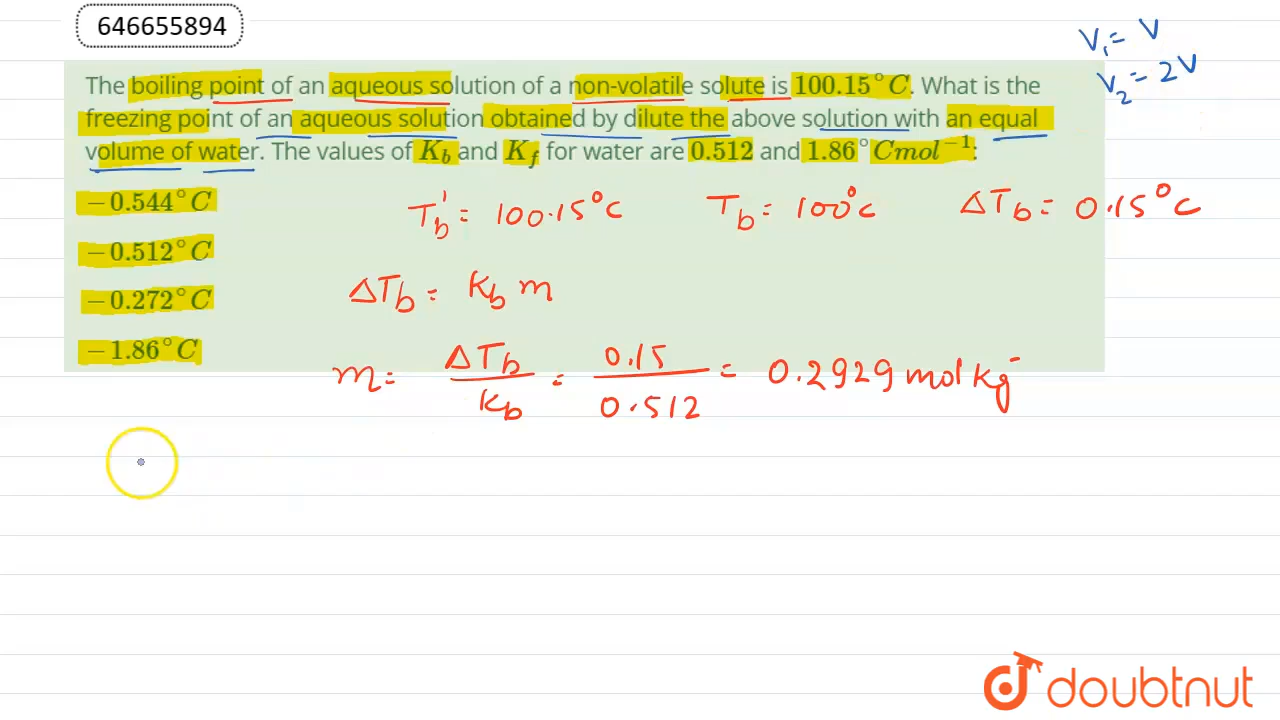 646655894
V₁ = V
V₂ = 2V
The boiling point of an aqueous solution of a non-volatile solute is 100.15°C. What is the
freezing point of an aqueous solution obtained by dilute the above solution with an equal
volume of water. The values of K_b and K_f for water are 0.512 and 1.86°Cmol⁻¹:
−0.544°C
−0.512°C
−0.272°C
−1.86°C
T_b' = 100.15°C T_b = 100°C ΔT_b = 0.15°C
ΔT_b = K_b m
m = ΔT_b / K_b = 0.15 / 0.512 = 0.2929 mol Kg⁻
doubtnut